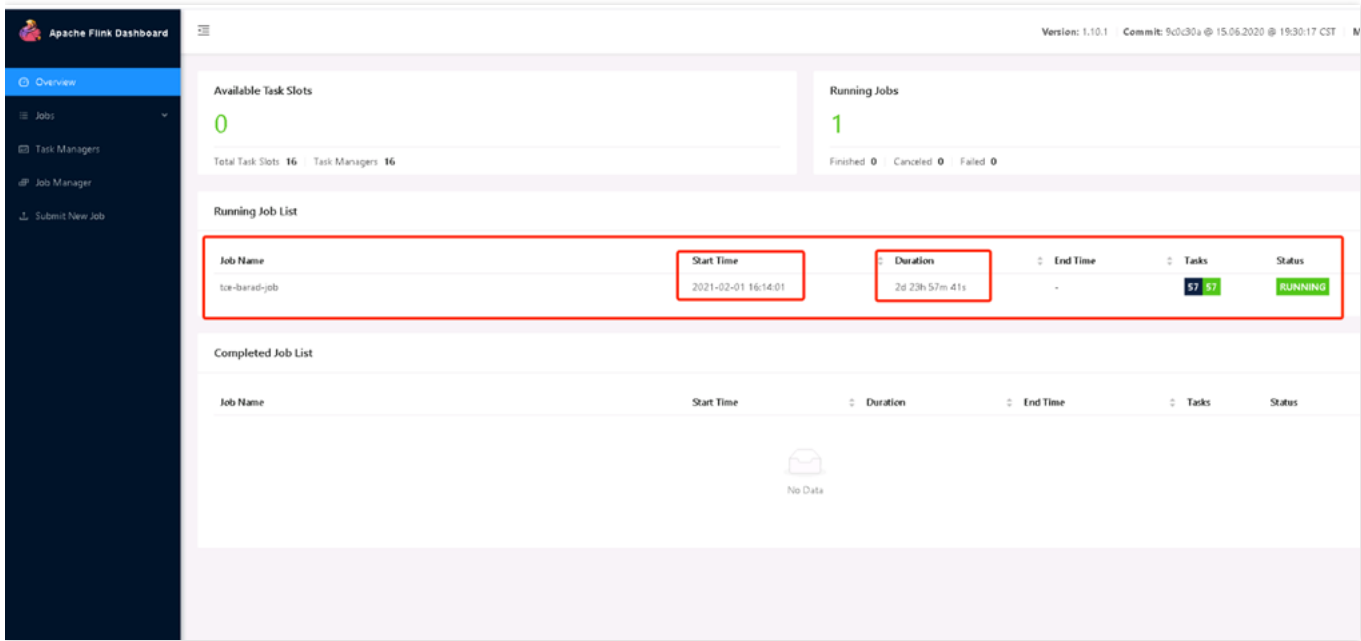 Apache Flink Dashboard
Version: 1.10.1 Commit: 9c0c30a @ 15.06.2020 @ 19:30:17 CST M
Overview
Jobs
Task Managers
Job Manager
Submit New Job
Available Task Slots
0
Total Task Slots 16 Task Managers 16
Running Jobs
1
Finished 0 Canceled 0 Failed 0
Running Job List
Job Name Start Time Duration End Time Tasks Status
tce-barad-job 2021-02-01 16:14:01 2d 23h 57m 41s - 57 57 RUNNING
Completed Job List
Job Name Start Time Duration End Time Tasks Status
No Data